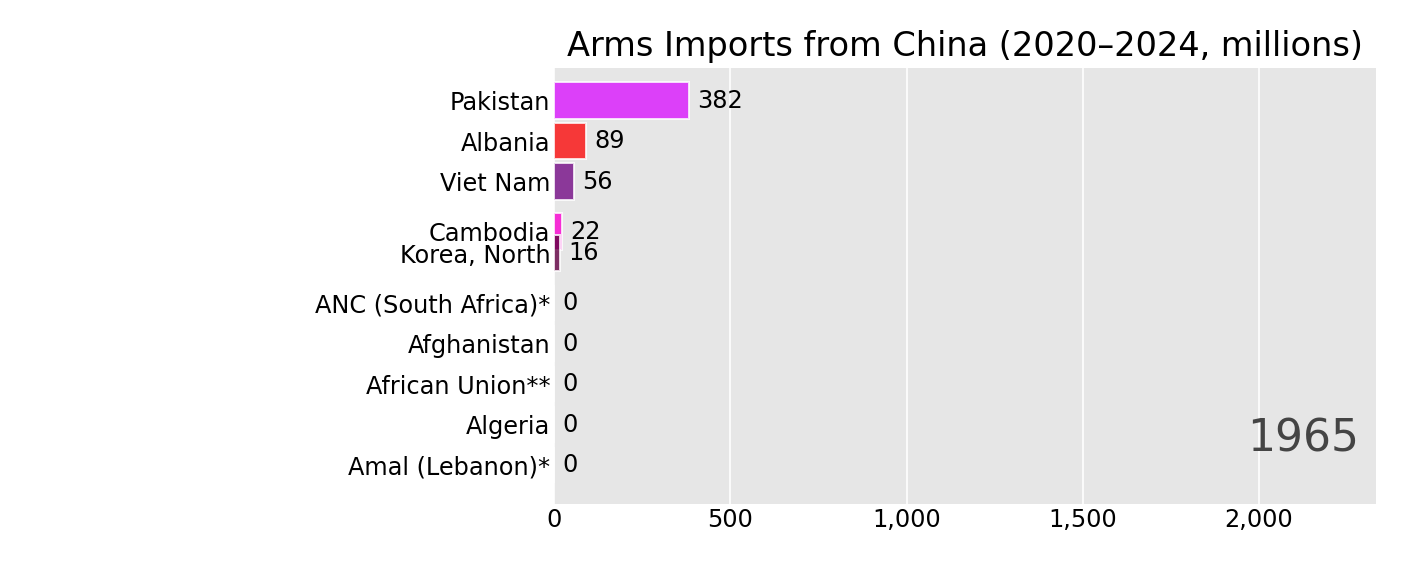 Arms Imports from China (2020–2024, millions)
Pakistan 382
Albania 89
Viet Nam 56
Cambodia 22
Korea, North 16
ANC (South Africa)* 0
Afghanistan 0
African Union** 0
Algeria 0
1965
Amal (Lebanon)* 0
0 500 1,000 1,500 2,000